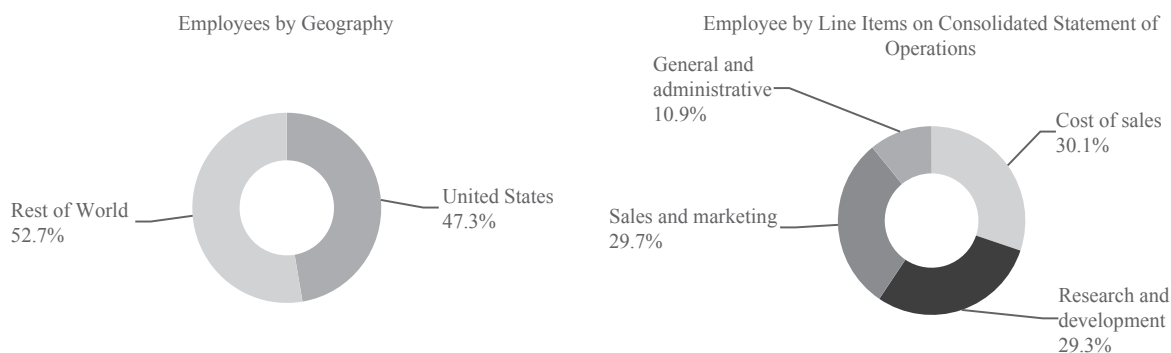 Employees by Geography
Rest of World
52.7%
United States
47.3%
Employee by Line Items on Consolidated Statement of
Operations
General and
administrative
10.9%
Cost of sales
30.1%
Sales and marketing
29.7%
Research and
development
29.3%